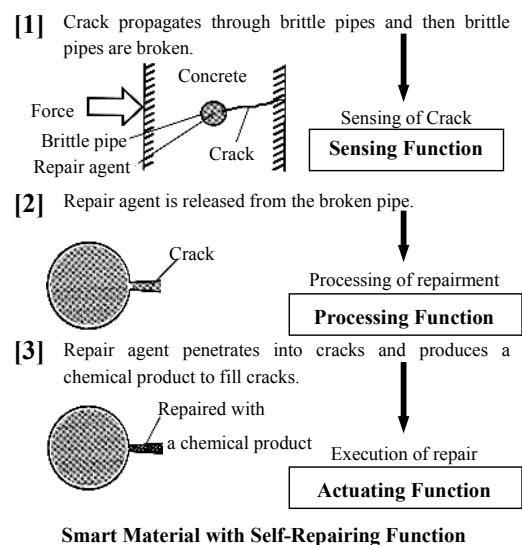 [1] Crack propagates through brittle pipes and then brittle
pipes are broken.
Concrete
Force
Brittle pipe
Repair agent
Crack
Sensing of Crack
Sensing Function
[2] Repair agent is released from the broken pipe.
Crack
Processing of repairment
Processing Function
[3] Repair agent penetrates into cracks and produces a
chemical product to fill cracks.
Repaired with
a chemical product
Execution of repair
Actuating Function
Smart Material with Self-Repairing Function